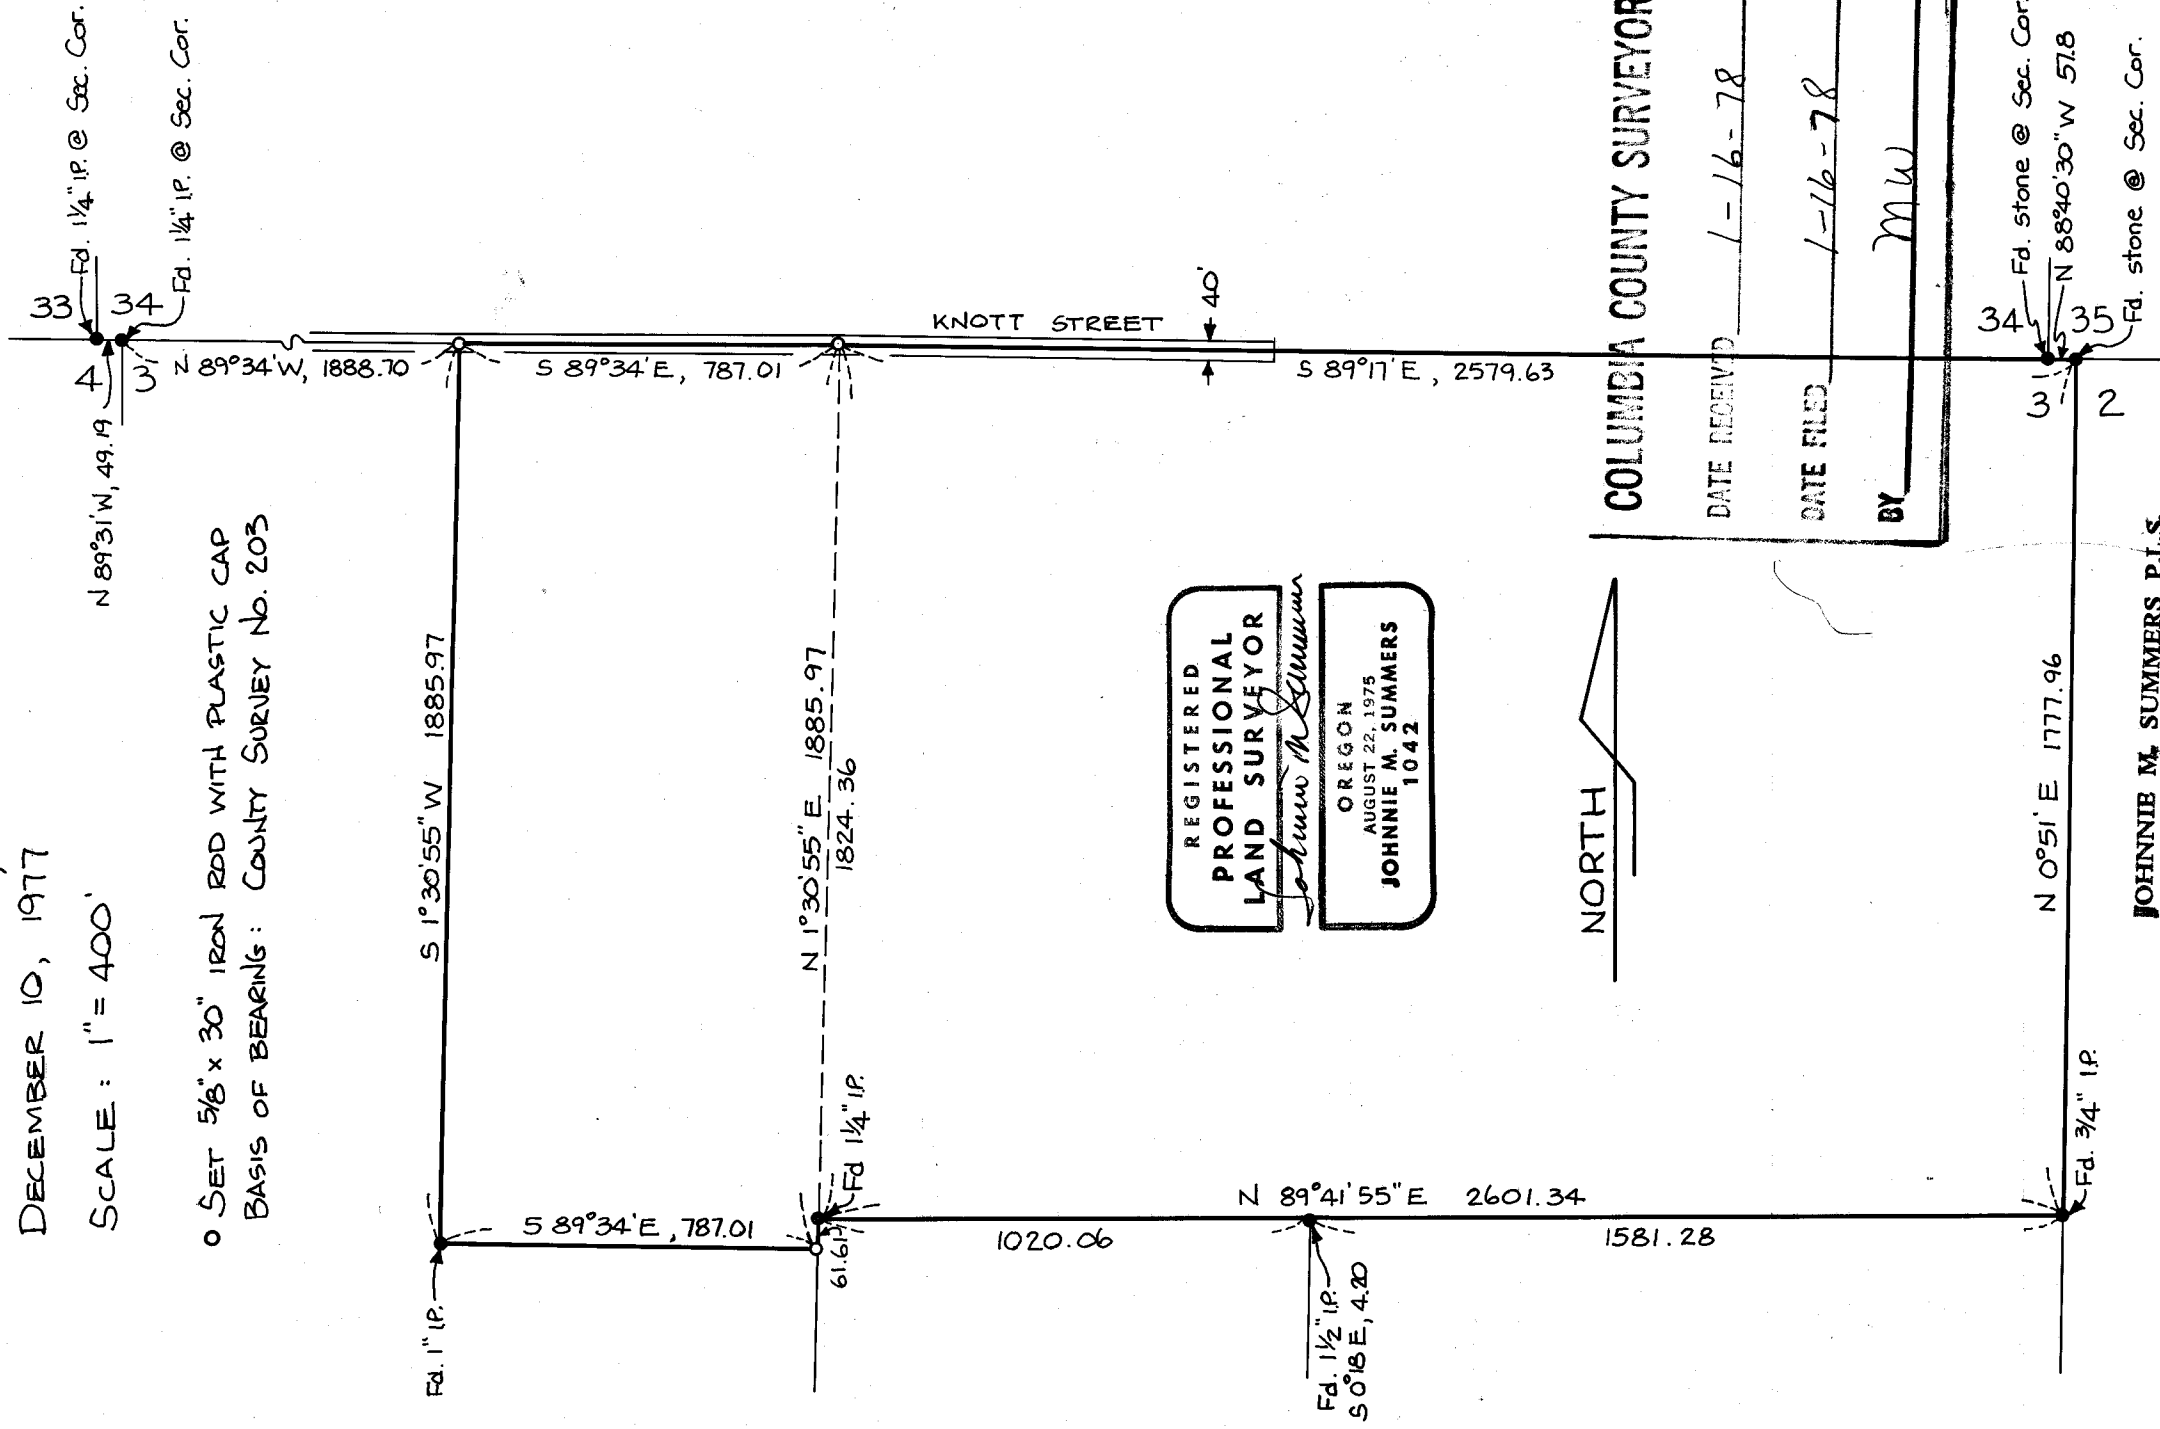 33
34
Fd. 1¼" I.P. @ Sec. Cor.
Fd. 1¼" I.P. @ Sec. Cor.
4
3
N 89°31'W, 49.19
N 89°34'W, 1888.70
S 89°34'E, 787.01
KNOTT STREET
40'
S 89°17'E, 2579.63
34
35
Fd. stone @ Sec. Cor.
N 88°40'30"W 57.8
Fd. stone @ Sec. Cor.
3
2
COLUMBIA COUNTY SURVEYOR
DATE RECEIVED 1-16-78
DATE FILED 1-16-78
BY MW
DECEMBER 10, 1977
SCALE: 1" = 400'
o SET 5/8" x 30" IRON ROD WITH PLASTIC CAP
BASIS OF BEARING: COUNTY SURVEY No. 203
S 1°30'55" W 1885.97
N 1°30'55" E 1885.97
1824.36
REGISTERED
PROFESSIONAL
LAND SURVEYOR
Johnnie M Summers
OREGON
AUGUST 22, 1975
JOHNNIE M. SUMMERS
1042
NORTH
N 0°51' E 1777.96
JOHNNIE M. SUMMERS P.L.S.
Fd. 1" I.P.
S 89°34'E, 787.01
61.61
Fd 1¼" I.P.
N 89°41'55" E 2601.34
1020.06
1581.28
Fd. 1½" I.P.
S 0°18'E, 4.20
Fd. 3/4" I.P.